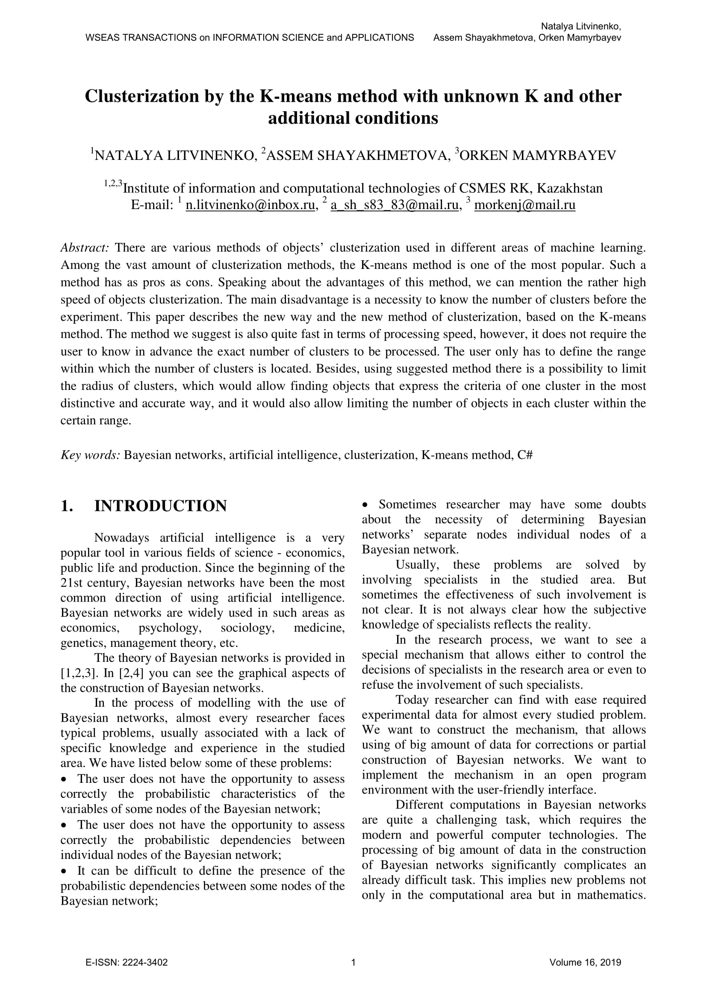 Natalya Litvinenko,
WSEAS TRANSACTIONS on INFORMATION SCIENCE and APPLICATIONS Assem Shayakhmetova, Orken Mamyrbayev
Clusterization by the K-means method with unknown K and other
additional conditions
1NATALYA LITVINENKO, 2ASSEM SHAYAKHMETOVA, 3ORKEN MAMYRBAYEV
1,2,3Institute of information and computational technologies of CSMES RK, Kazakhstan
E-mail: 1 n.litvinenko@inbox.ru, 2 a_sh_s83_83@mail.ru, 3 morkenj@mail.ru
Abstract: There are various methods of objects’ clusterization used in different areas of machine learning.
Among the vast amount of clusterization methods, the K-means method is one of the most popular. Such a
method has as pros as cons. Speaking about the advantages of this method, we can mention the rather high
speed of objects clusterization. The main disadvantage is a necessity to know the number of clusters before the
experiment. This paper describes the new way and the new method of clusterization, based on the K-means
method. The method we suggest is also quite fast in terms of processing speed, however, it does not require the
user to know in advance the exact number of clusters to be processed. The user only has to define the range
within which the number of clusters is located. Besides, using suggested method there is a possibility to limit
the radius of clusters, which would allow finding objects that express the criteria of one cluster in the most
distinctive and accurate way, and it would also allow limiting the number of objects in each cluster within the
certain range.
Key words: Bayesian networks, artificial intelligence, clusterization, K-means method, C#
1. INTRODUCTION
Nowadays artificial intelligence is a very
popular tool in various fields of science - economics,
public life and production. Since the beginning of the
21st century, Bayesian networks have been the most
common direction of using artificial intelligence.
Bayesian networks are widely used in such areas as
economics, psychology, sociology, medicine,
genetics, management theory, etc.
The theory of Bayesian networks is provided in
[1,2,3]. In [2,4] you can see the graphical aspects of
the construction of Bayesian networks.
In the process of modelling with the use of
Bayesian networks, almost every researcher faces
typical problems, usually associated with a lack of
specific knowledge and experience in the studied
area. We have listed below some of these problems:
• The user does not have the opportunity to assess
correctly the probabilistic characteristics of the
variables of some nodes of the Bayesian network;
• The user does not have the opportunity to assess
correctly the probabilistic dependencies between
individual nodes of the Bayesian network;
• It can be difficult to define the presence of the
probabilistic dependencies between some nodes of the
Bayesian network;
• Sometimes researcher may have some doubts
about the necessity of determining Bayesian
networks’ separate nodes individual nodes of a
Bayesian network.
Usually, these problems are solved by
involving specialists in the studied area. But
sometimes the effectiveness of such involvement is
not clear. It is not always clear how the subjective
knowledge of specialists reflects the reality.
In the research process, we want to see a
special mechanism that allows either to control the
decisions of specialists in the research area or even to
refuse the involvement of such specialists.
Today researcher can find with ease required
experimental data for almost every studied problem.
We want to construct the mechanism, that allows
using of big amount of data for corrections or partial
construction of Bayesian networks. We want to
implement the mechanism in an open program
environment with the user-friendly interface.
Different computations in Bayesian networks
are quite a challenging task, which requires the
modern and powerful computer technologies. The
processing of big amount of data in the construction
of Bayesian networks significantly complicates an
already difficult task. This implies new problems not
only in the computational area but in mathematics.
E-ISSN: 2224-3402 1 Volume 16, 2019